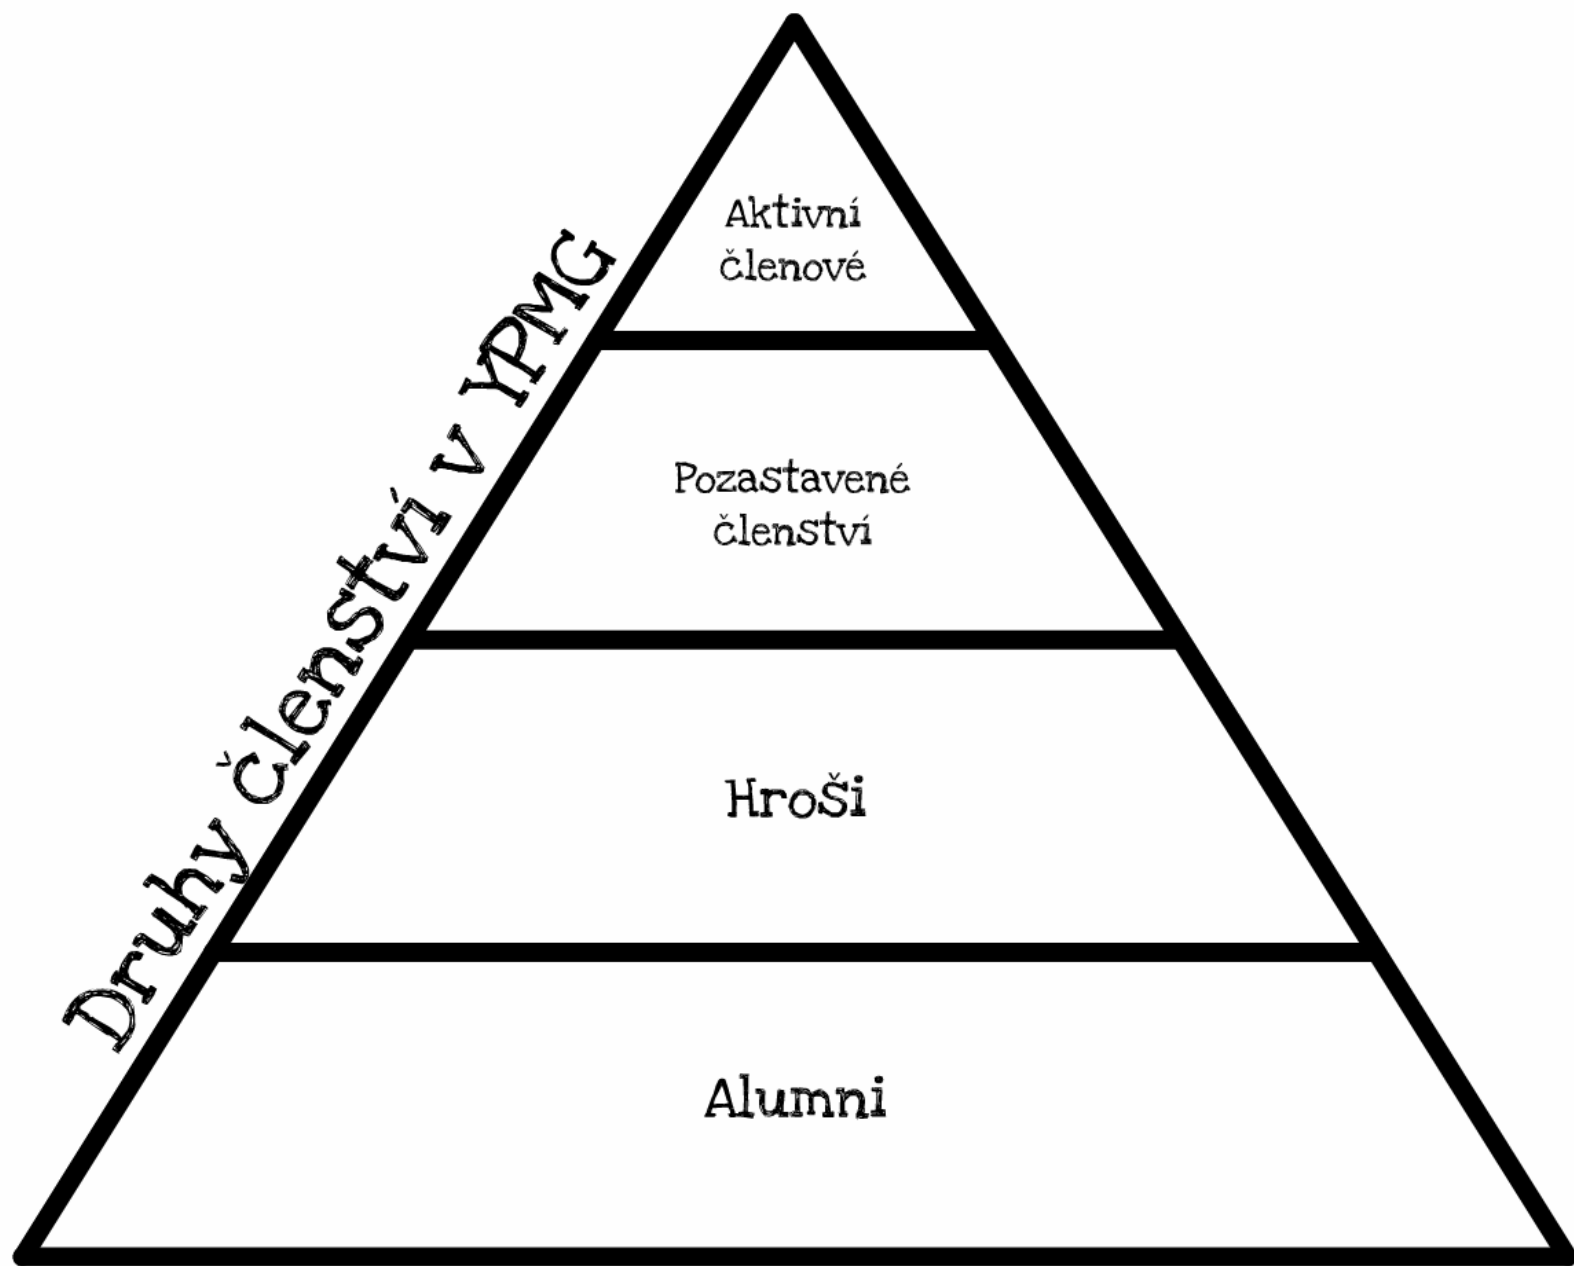 Druhy členství v YPMG
Aktivní
členové
Pozastavené
členství
Hroši
Alumni